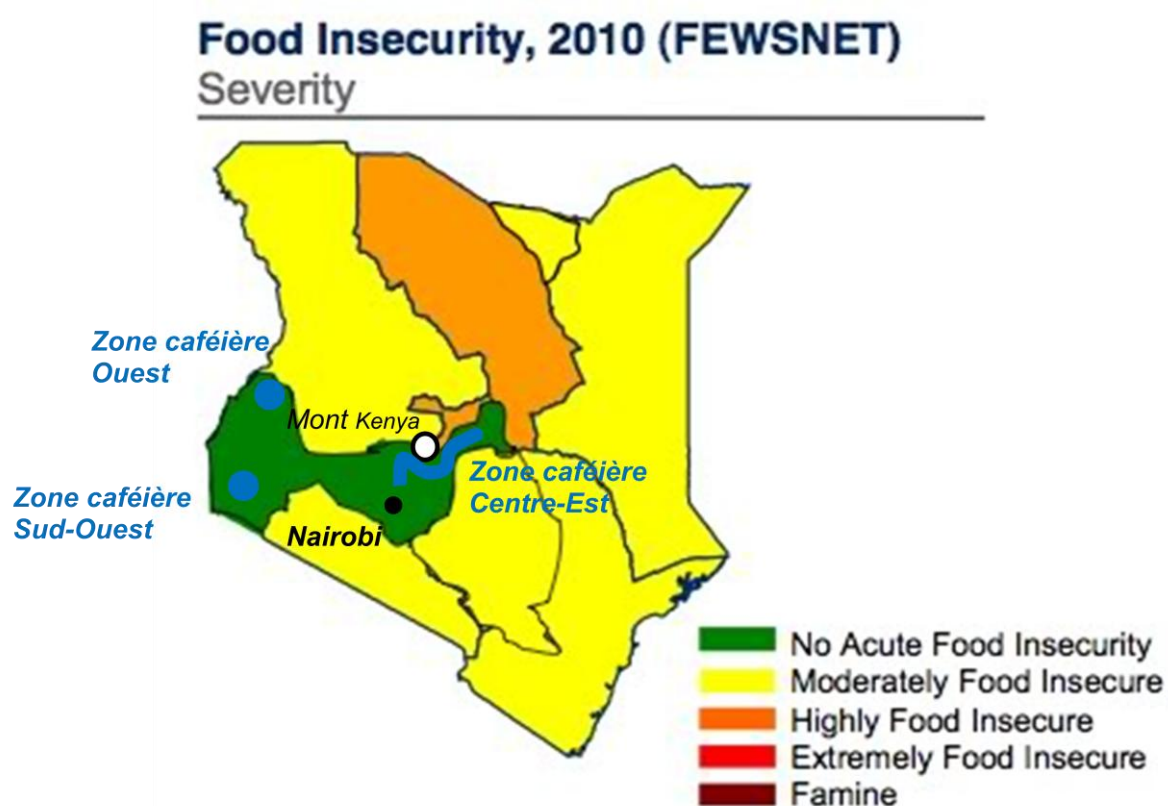 Food Insecurity, 2010 (FEWSNET)
Severity
Zone caféière
Ouest
Mont Kenya
Zone caféière
Centre-Est
Zone caféière
Sud-Ouest
Nairobi
No Acute Food Insecurity
Moderately Food Insecure
Highly Food Insecure
Extremely Food Insecure
Famine